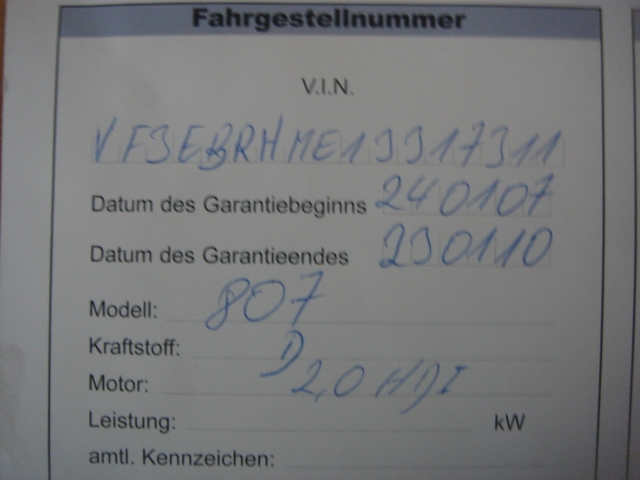 Fahrgestellnummer
V.I.N.
VF3EBRHME13317311
Datum des Garantiebeginns 240107
Datum des Garantieendes 230110
Modell: 807
Kraftstoff: D
Motor: 2,0 HDI
Leistung: kW
amtl. Kennzeichen: